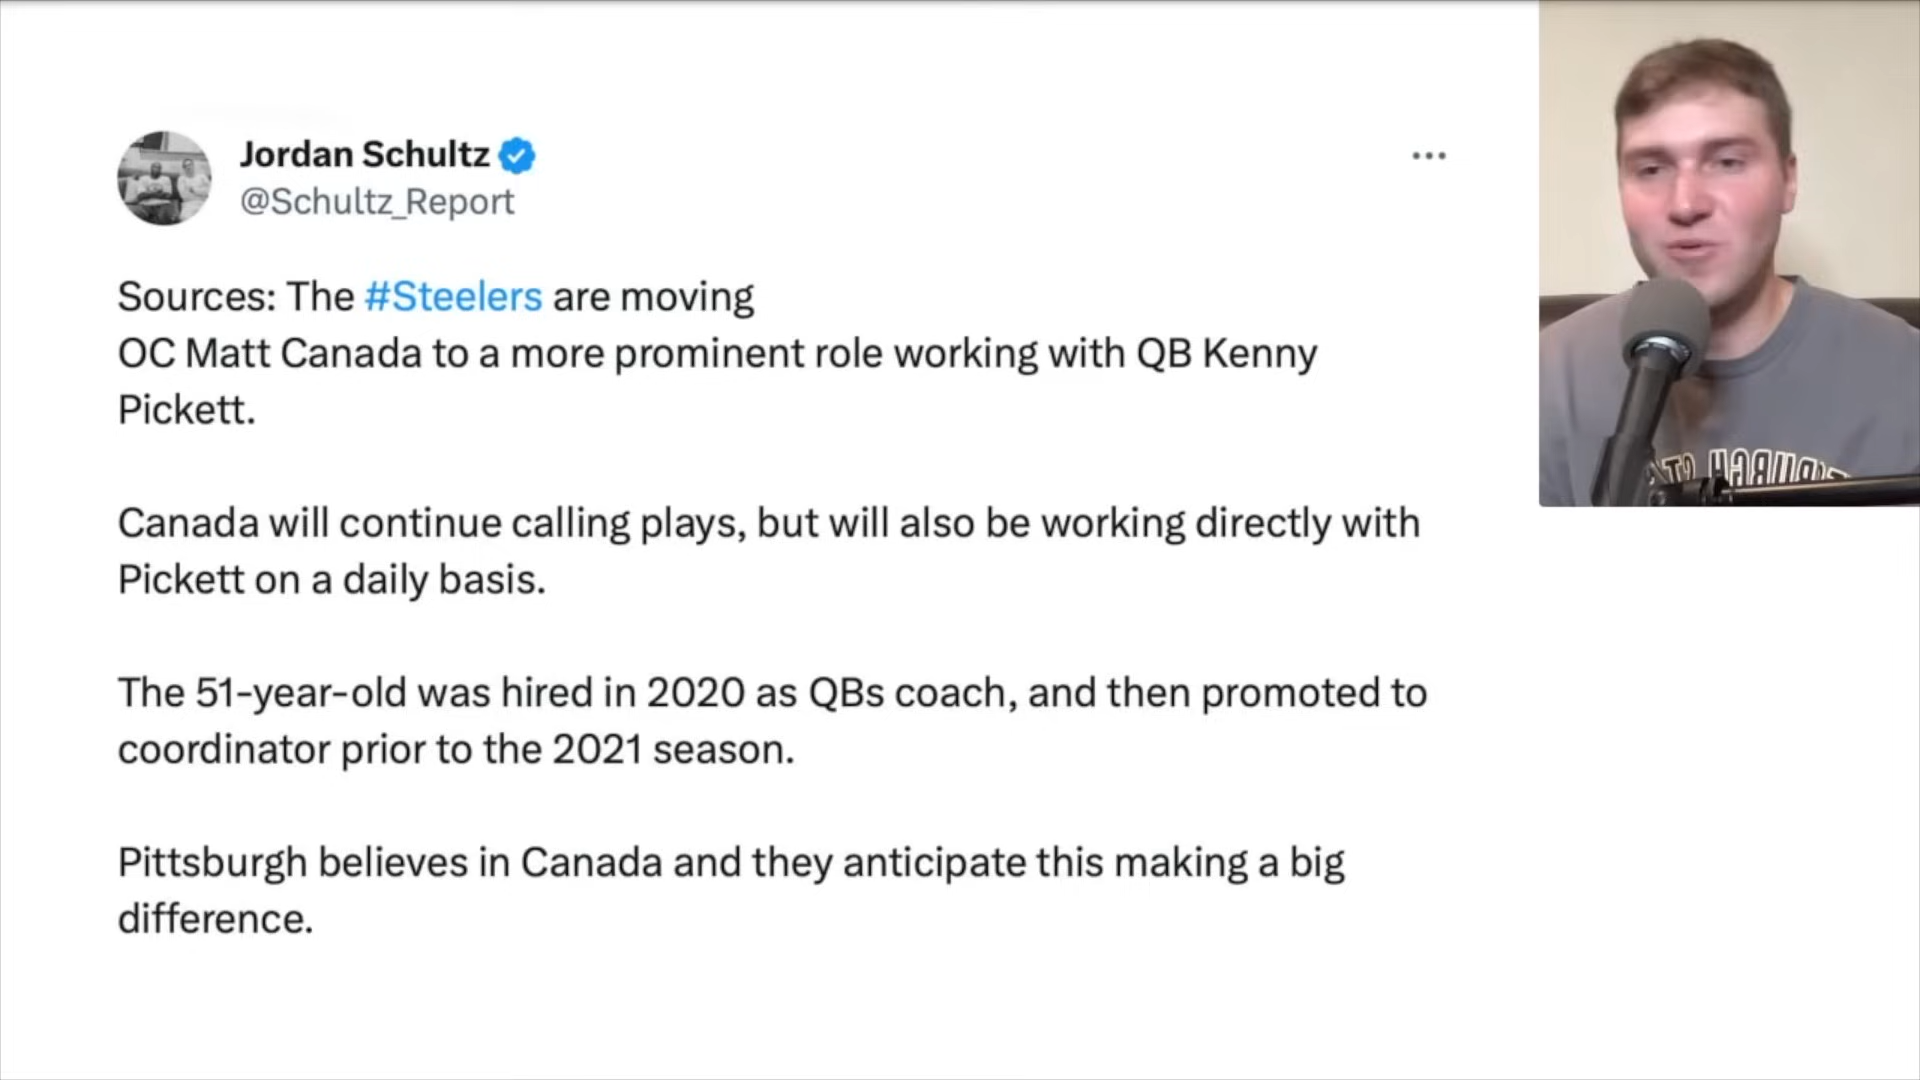 Jordan Schultz
@Schultz_Report
Sources: The #Steelers are moving
OC Matt Canada to a more prominent role working with QB Kenny
Pickett.
Canada will continue calling plays, but will also be working directly with
Pickett on a daily basis.
The 51-year-old was hired in 2020 as QBs coach, and then promoted to
coordinator prior to the 2021 season.
Pittsburgh believes in Canada and they anticipate this making a big
difference.